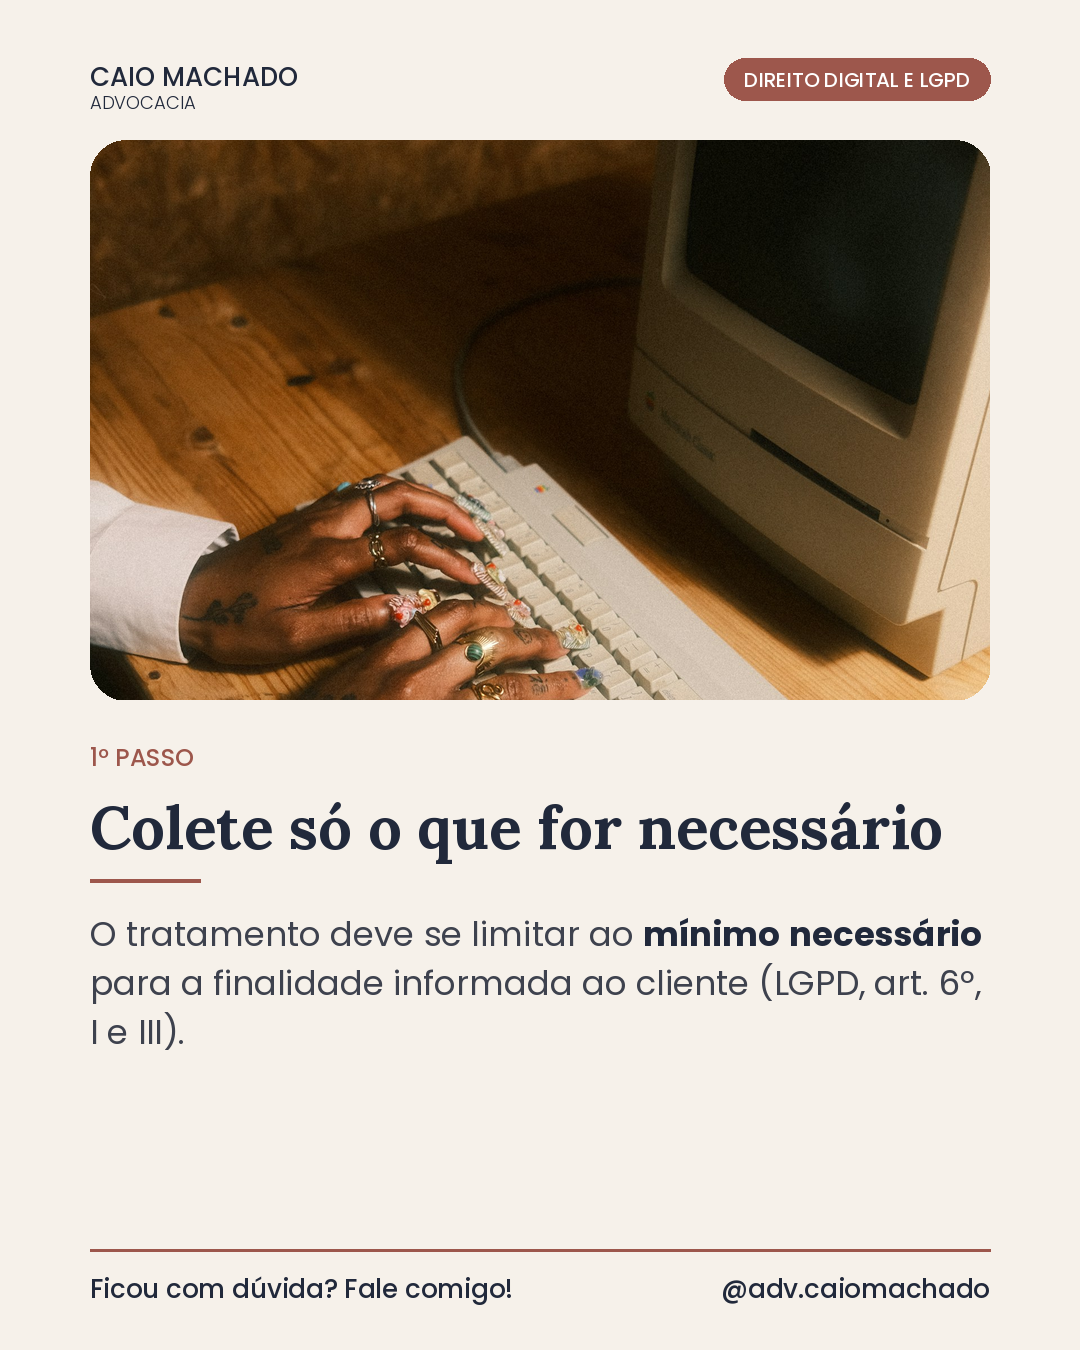 CAIO MACHADO
ADVOCACIA
DIREITO DIGITAL E LGPD
1º PASSO
Colete só o que for necessário
O tratamento deve se limitar ao mínimo necessário
para a finalidade informada ao cliente (LGPD, art. 6º,
I e III).
Ficou com dúvida? Fale comigo!
@adv.caiomachado